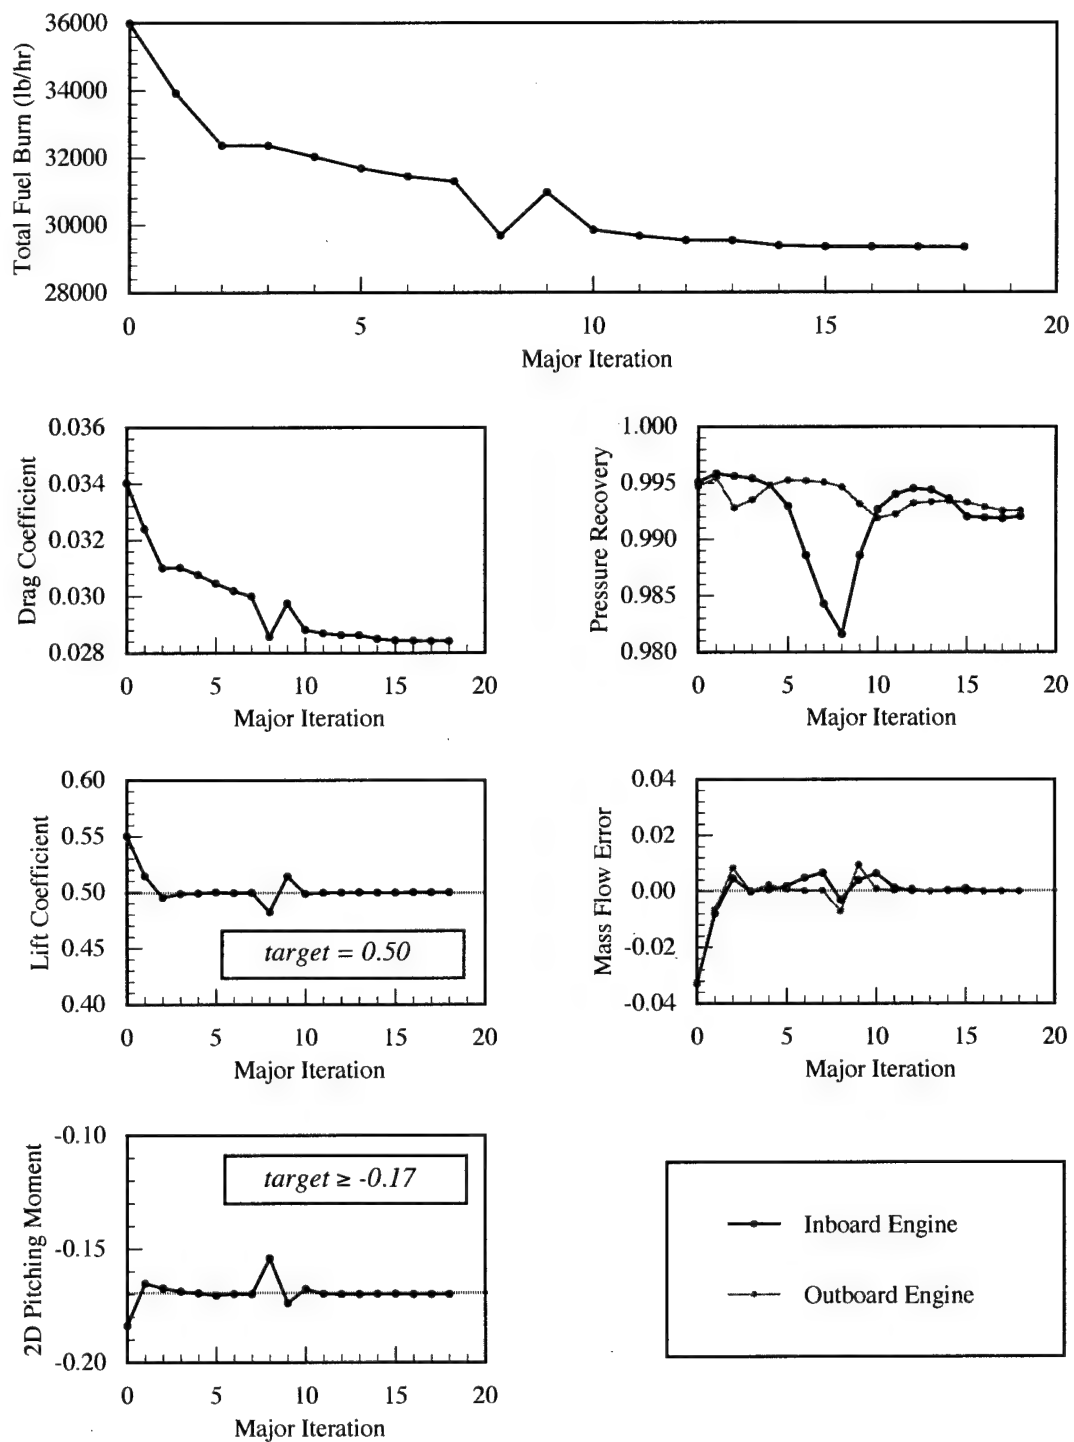 36000
34000
32000
30000
28000
Total Fuel Burn (lb/hr)
0 5 10 15 20
Major Iteration
0.036
0.034
0.032
0.030
0.028
Drag Coefficient
0 5 10 15 20
Major Iteration
1.000
0.995
0.990
0.985
0.980
Pressure Recovery
0 5 10 15 20
Major Iteration
0.60
0.55
0.50
0.45
0.40
Lift Coefficient
target = 0.50
0 5 10 15 20
Major Iteration
0.04
0.02
0.00
-0.02
-0.04
Mass Flow Error
0 5 10 15 20
Major Iteration
-0.10
-0.15
-0.20
2D Pitching Moment
target ≥ -0.17
0 5 10 15 20
Major Iteration
Inboard Engine
Outboard Engine